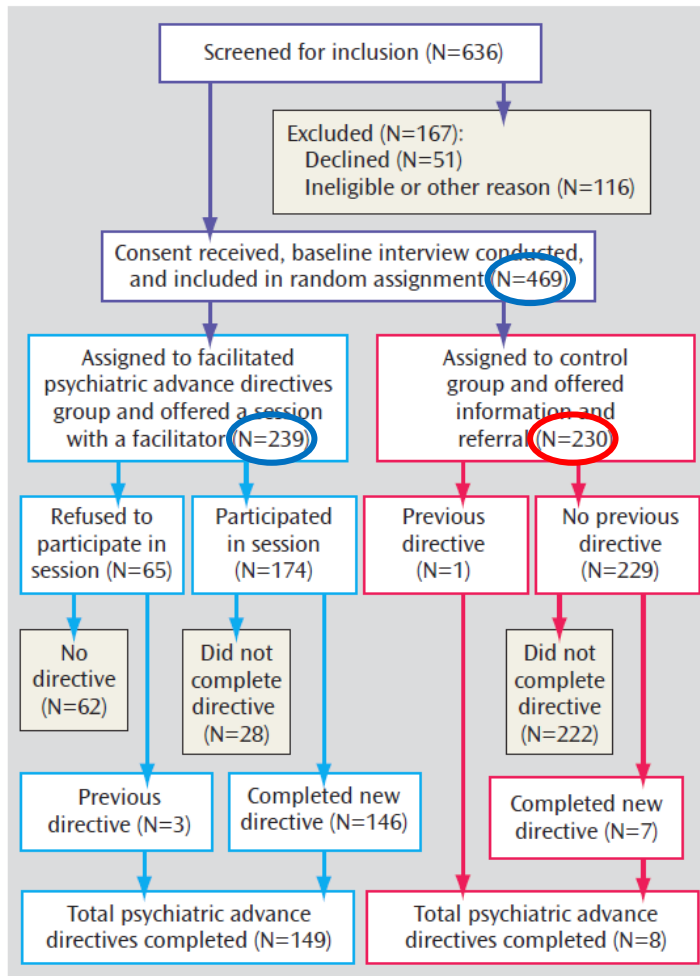 Screened for inclusion (N=636)
Excluded (N=167):
Declined (N=51)
Ineligible or other reason (N=116)
Consent received, baseline interview conducted,
and included in random assignment (N=469)
Assigned to facilitated
psychiatric advance directives
group and offered a session
with a facilitator (N=239)
Assigned to control
group and offered
information and
referral (N=230)
Refused to
participate in
session (N=65)
Participated
in session
(N=174)
Previous
directive
(N=1)
No previous
directive
(N=229)
No
directive
(N=62)
Did not
complete
directive
(N=28)
Did not
complete
directive
(N=222)
Previous
directive (N=3)
Completed new
directive (N=146)
Completed new
directive (N=7)
Total psychiatric advance
directives completed (N=149)
Total psychiatric advance
directives completed (N=8)